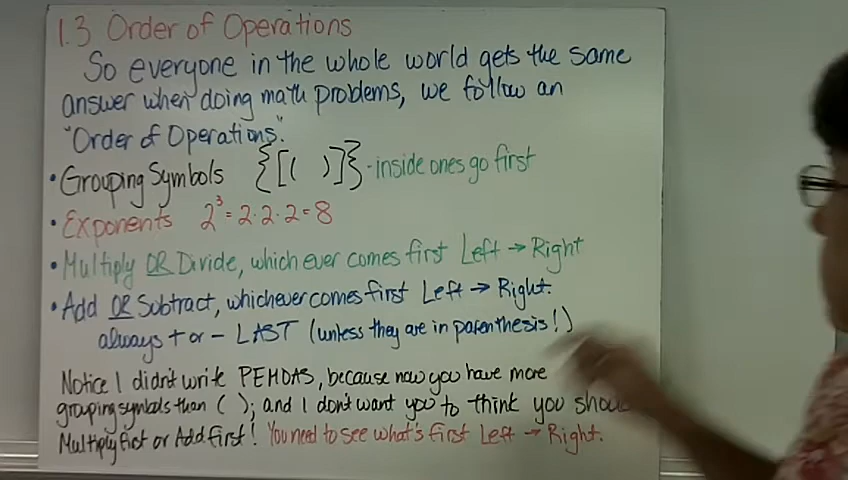 1.3 Order of Operations
So everyone in the whole world gets the same
answer when doing math problems, we follow an
"Order of Operations."
• Grouping Symbols {[( )]} - inside ones go first
• Exponents 2³ = 2·2·2 = 8
• Multiply OR Divide, which ever comes first Left → Right
• Add OR Subtract, whichever comes first Left → Right.
always + or - LAST (unless they are in parenthesis!)
Notice I didn't write PEMDAS, because now you have more
grouping symbols than ( ); and I don't want you to think you
Multiply first or Add first! You need to see what's first Left → Right.